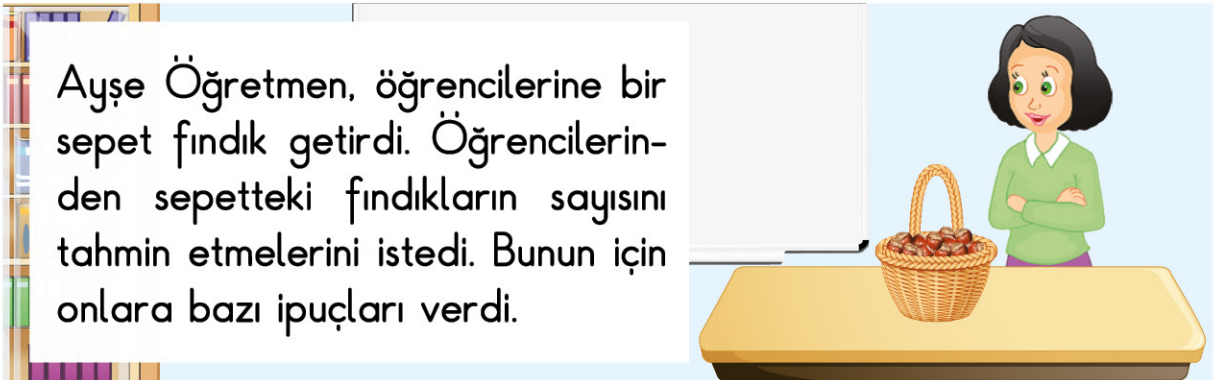 Ayşe Öğretmen, öğrencilerine bir
sepet fındık getirdi. Öğrencilerin-
den sepetteki fındıkların sayısını
tahmin etmelerini istedi. Bunun için
onlara bazı ipuçları verdi.